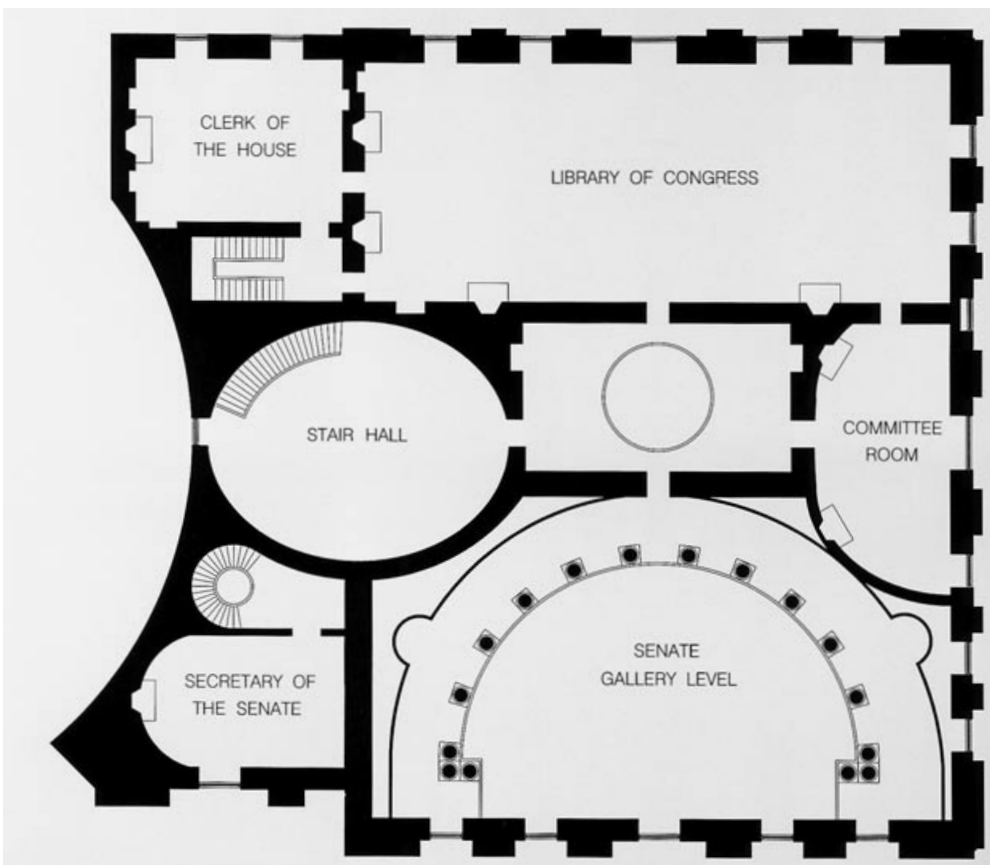 CLERK OF
THE HOUSE
LIBRARY OF CONGRESS
STAIR HALL
COMMITTEE
ROOM
SENATE
GALLERY LEVEL
SECRETARY OF
THE SENATE